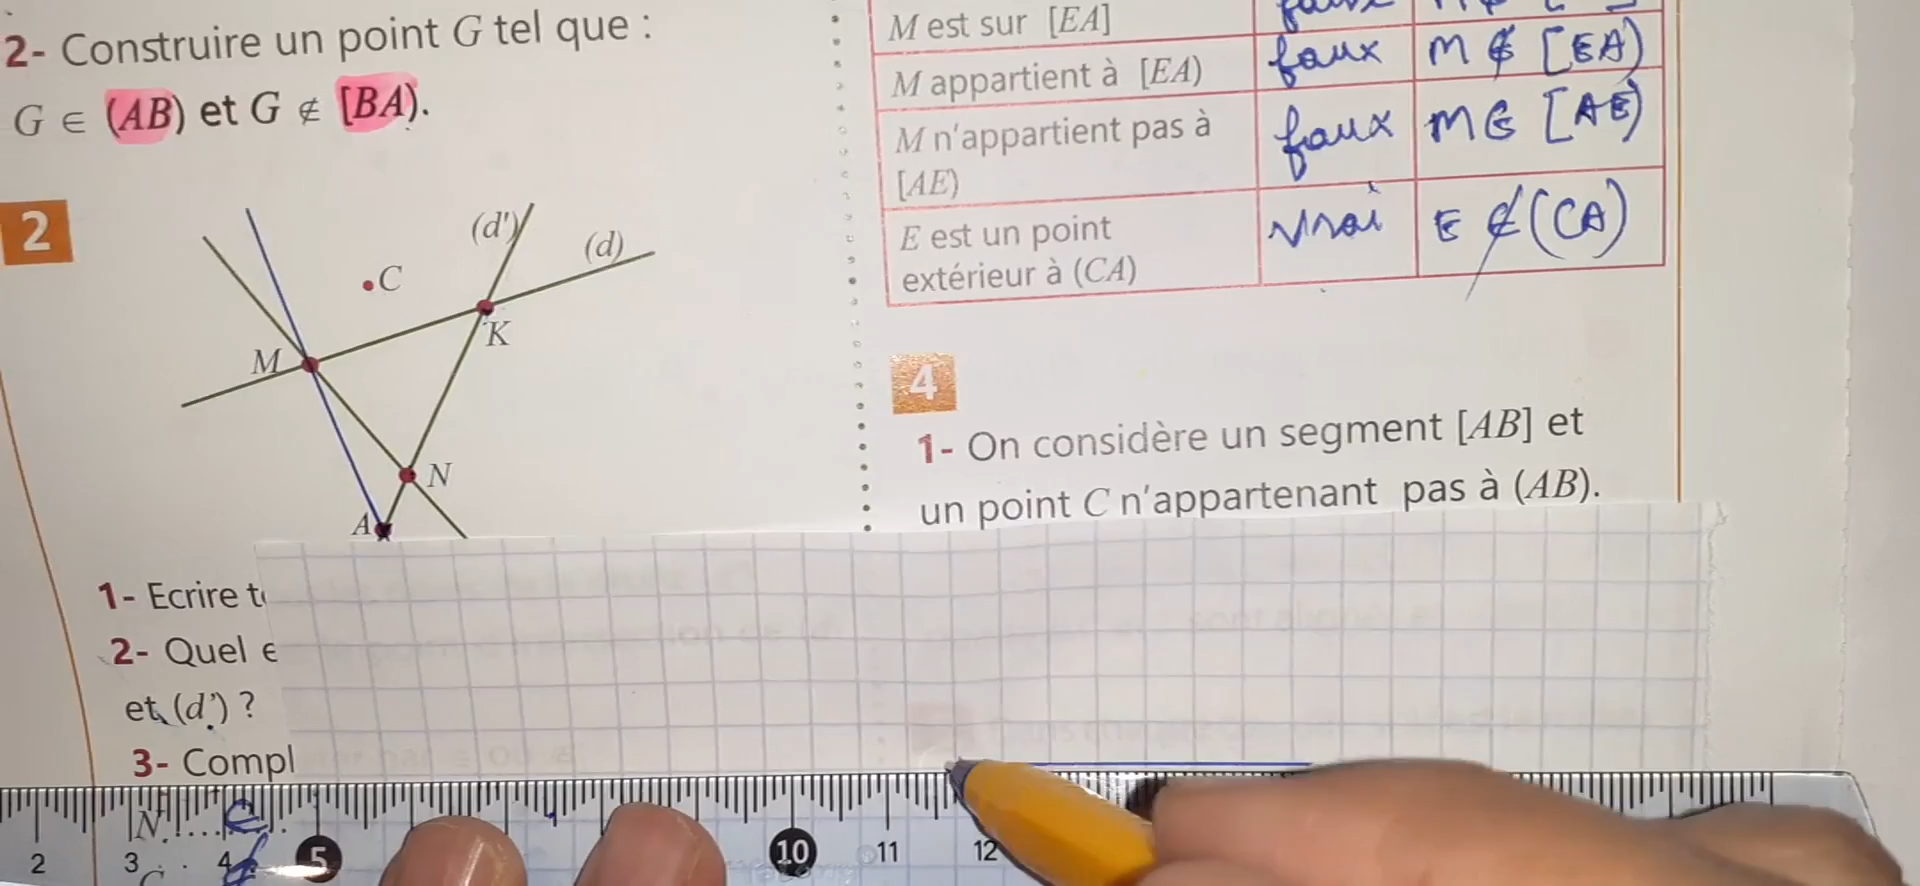 2- Construire un point G tel que :
G ∈ (AB) et G ∉ [BA).
2
(d')
(d)
C
K
M
N
A
1- Ecrire t
2- Quel e
et (d') ?
3- Compl
N
M est sur [EA]
M appartient à [EA) faux M ∉ [EA)
M n'appartient pas à faux M ∈ [AE)
[AE)
E est un point vrai E ∉ (CA)
extérieur à (CA)
4
1- On considère un segment [AB] et
un point C n'appartenant pas à (AB).
2 3 4 5 10 11 12